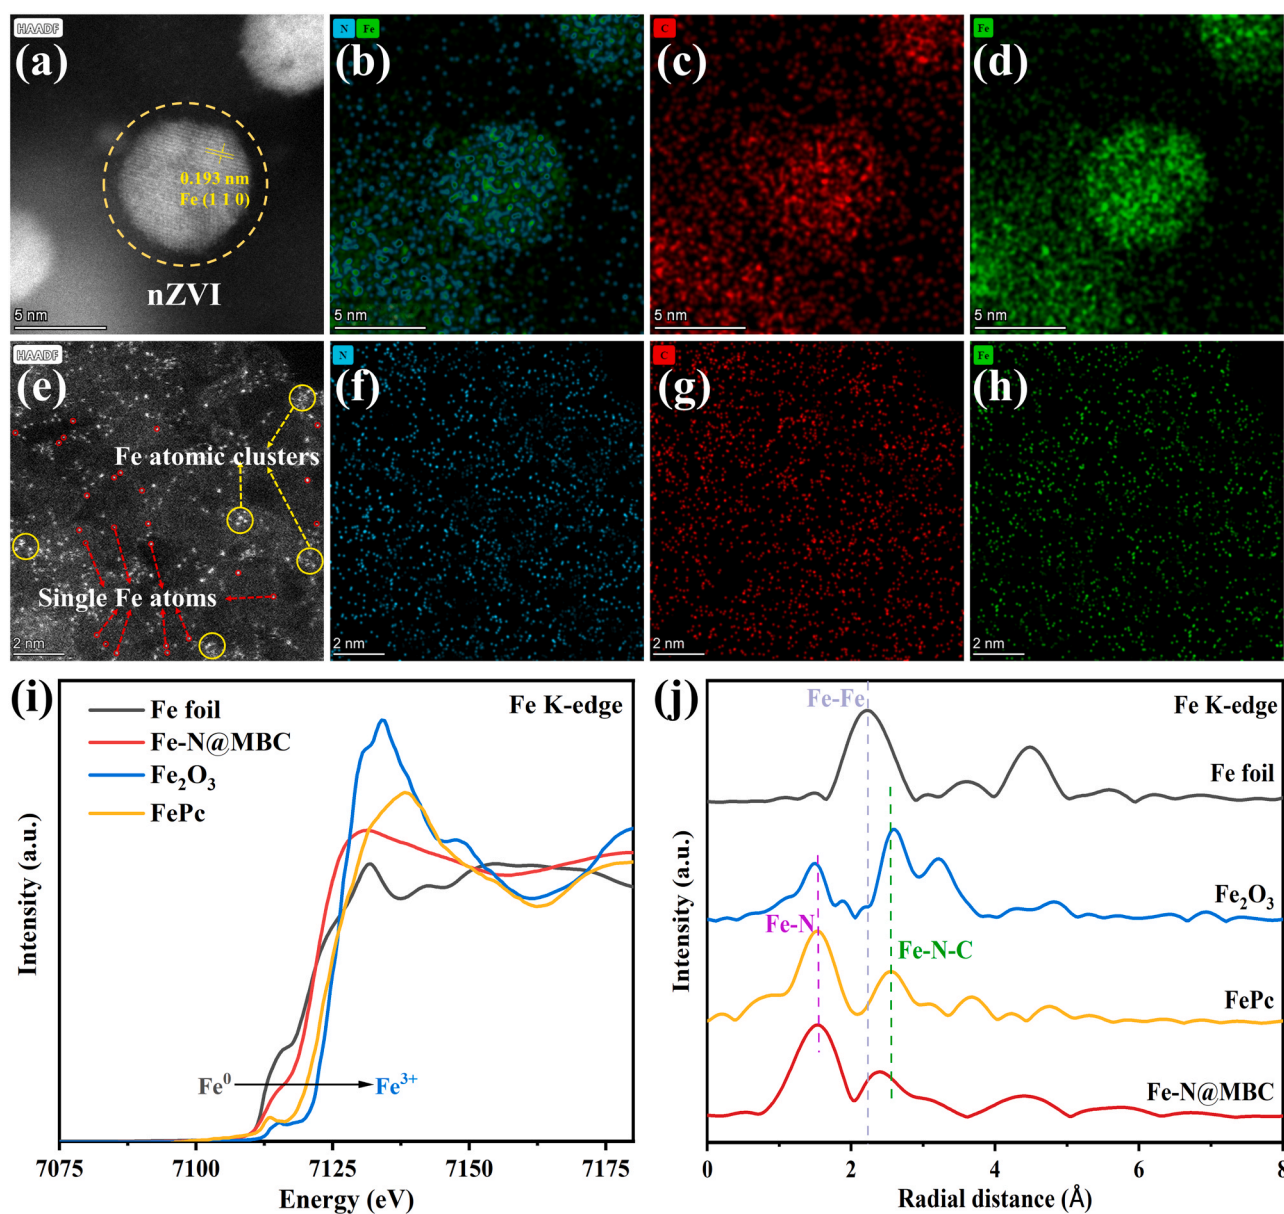 HAADF
(a)
0.193 nm
Fe (1 1 0)
nZVI
5 nm
N Fe
(b)
5 nm
C
(c)
5 nm
Fe
(d)
5 nm
HAADF
(e)
Fe atomic clusters
Single Fe atoms
2 nm
N
(f)
2 nm
C
(g)
2 nm
Fe
(h)
2 nm
(i)
Fe K-edge
Fe foil
Fe-N@MBC
Fe₂O₃
FePc
Fe⁰
Fe³⁺
Intensity (a.u.)
7075 7100 7125 7150 7175
Energy (eV)
(j)
Fe-Fe
Fe K-edge
Fe foil
Fe₂O₃
Fe-N
Fe-N-C
FePc
Fe-N@MBC
Intensity (a.u.)
0 2 4 6 8
Radial distance (Å)